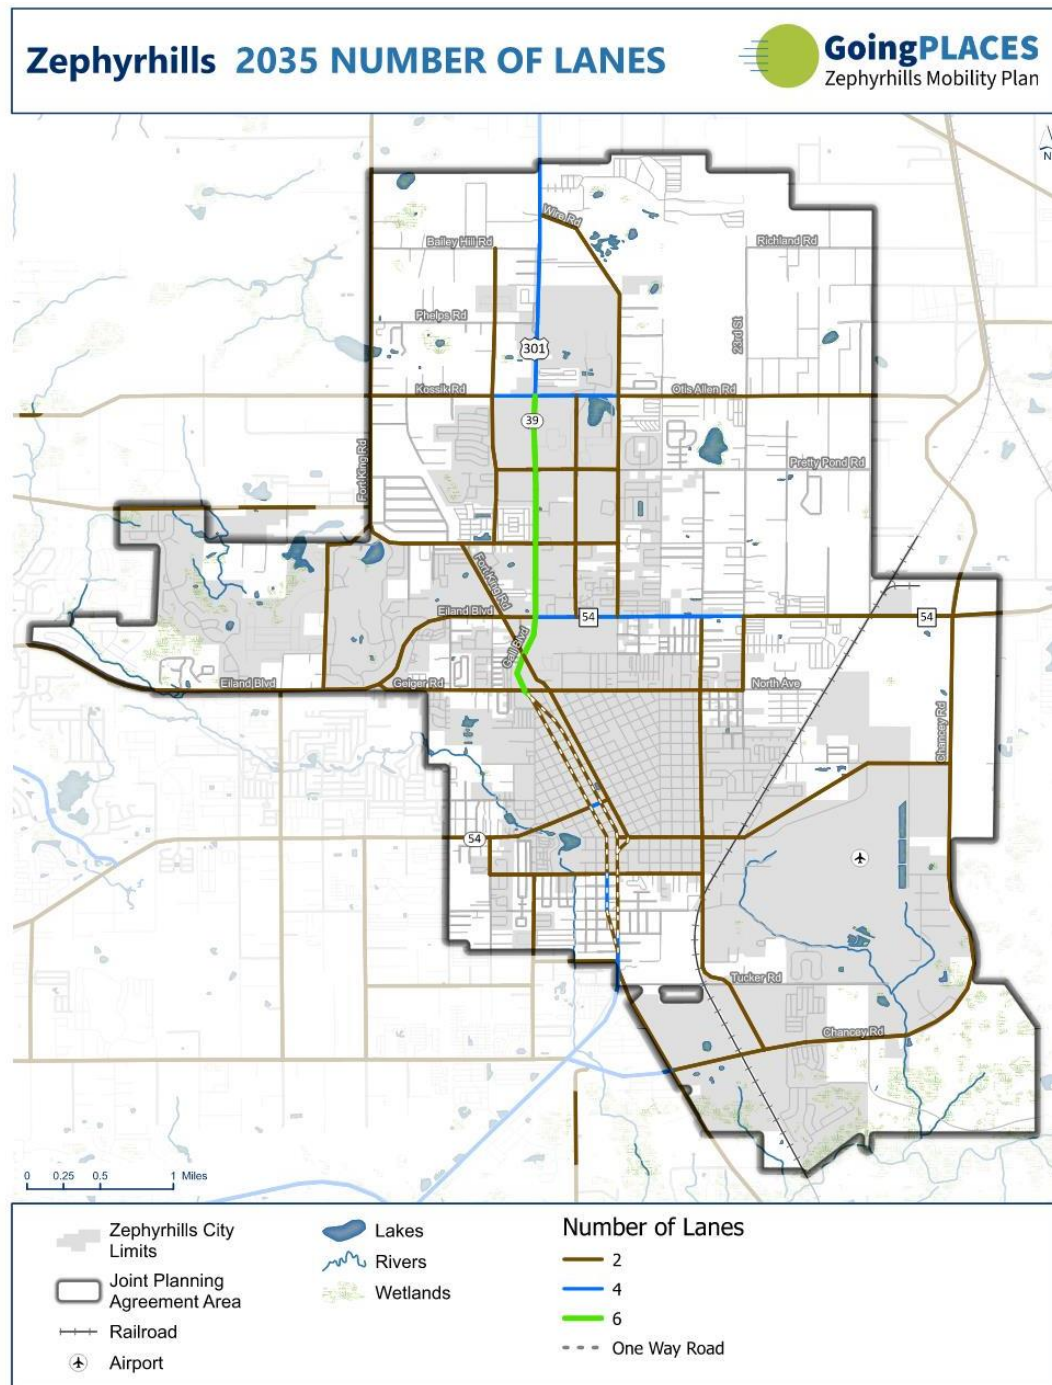 Zephyrhills 2035 NUMBER OF LANES
GoingPLACES
Zephyrhills Mobility Plan
N
Wire Rd
Bailey Hill Rd
Richland Rd
Phelps Rd
23rd St
301
Kossik Rd
Otis Allen Rd
39
Fort King Rd
Pretty Pond Rd
Fort King Rd
Eiland Blvd
54
54
Gall Blvd
Eiland Blvd
Geiger Rd
North Ave
Chancey Rd
54
Tucker Rd
Chancey Rd
0 0.25 0.5 1 Miles
Zephyrhills City
Limits
Joint Planning
Agreement Area
Railroad
Airport
Lakes
Rivers
Wetlands
Number of Lanes
2
4
6
One Way Road